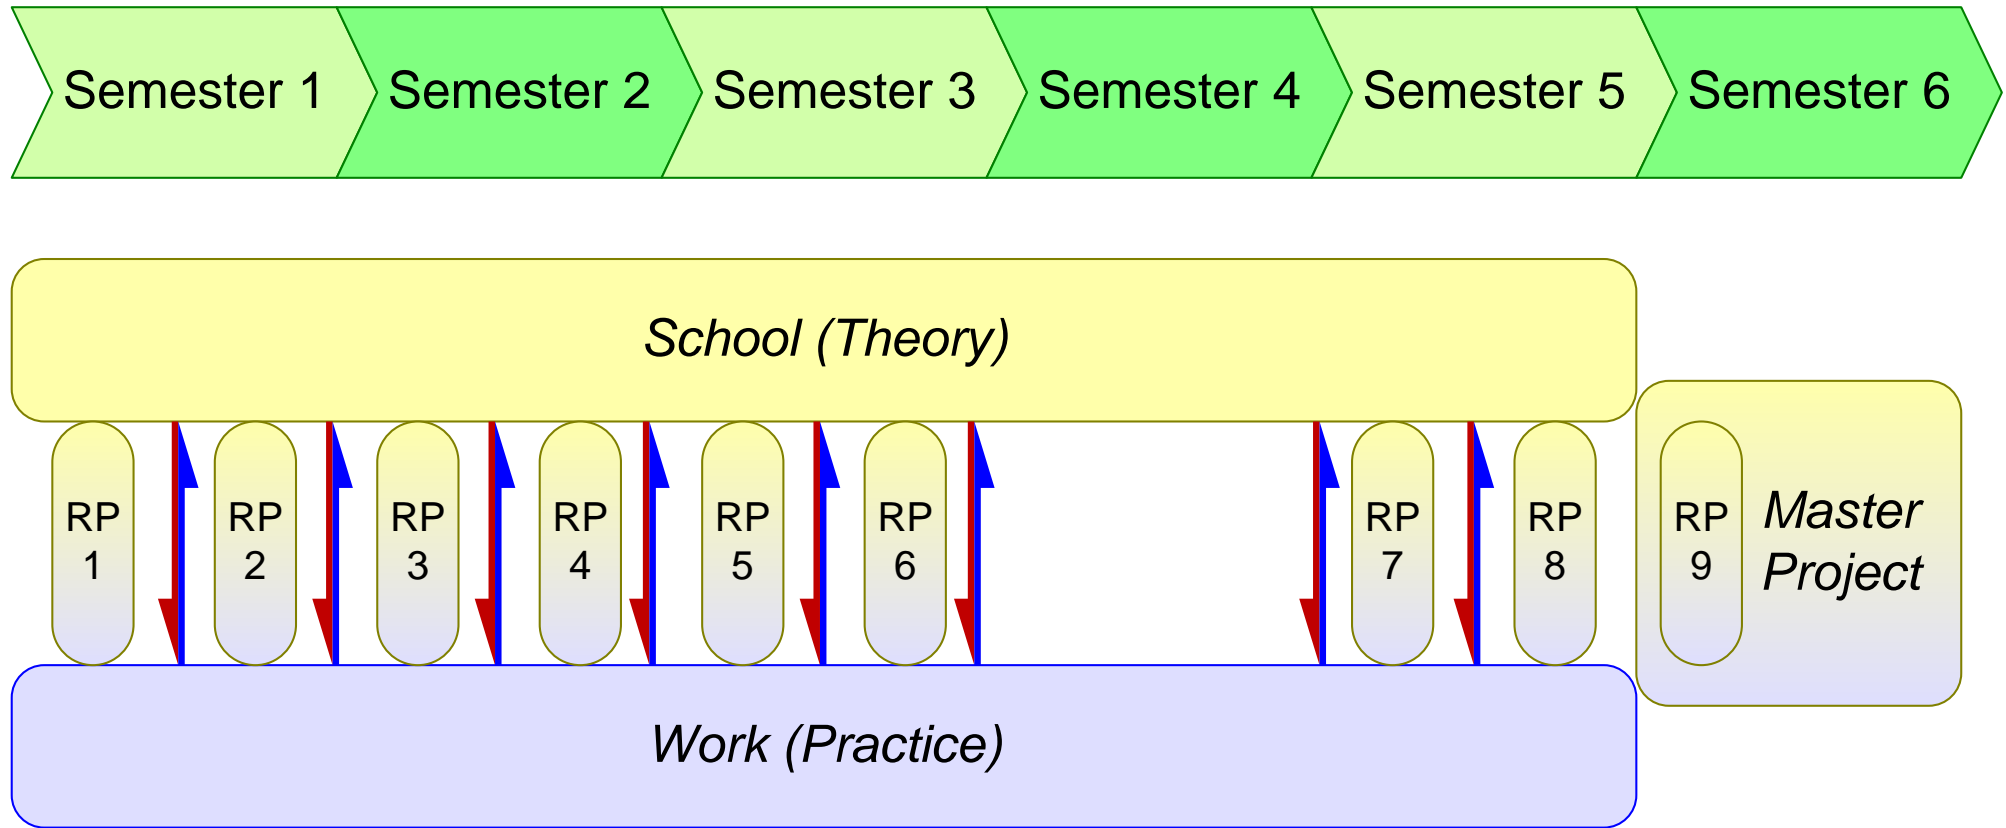 Semester 1
Semester 2
Semester 3
Semester 4
Semester 5
Semester 6
School (Theory)
RP
1
RP
2
RP
3
RP
4
RP
5
RP
6
RP
7
RP
8
RP
9
Master
Project
Work (Practice)